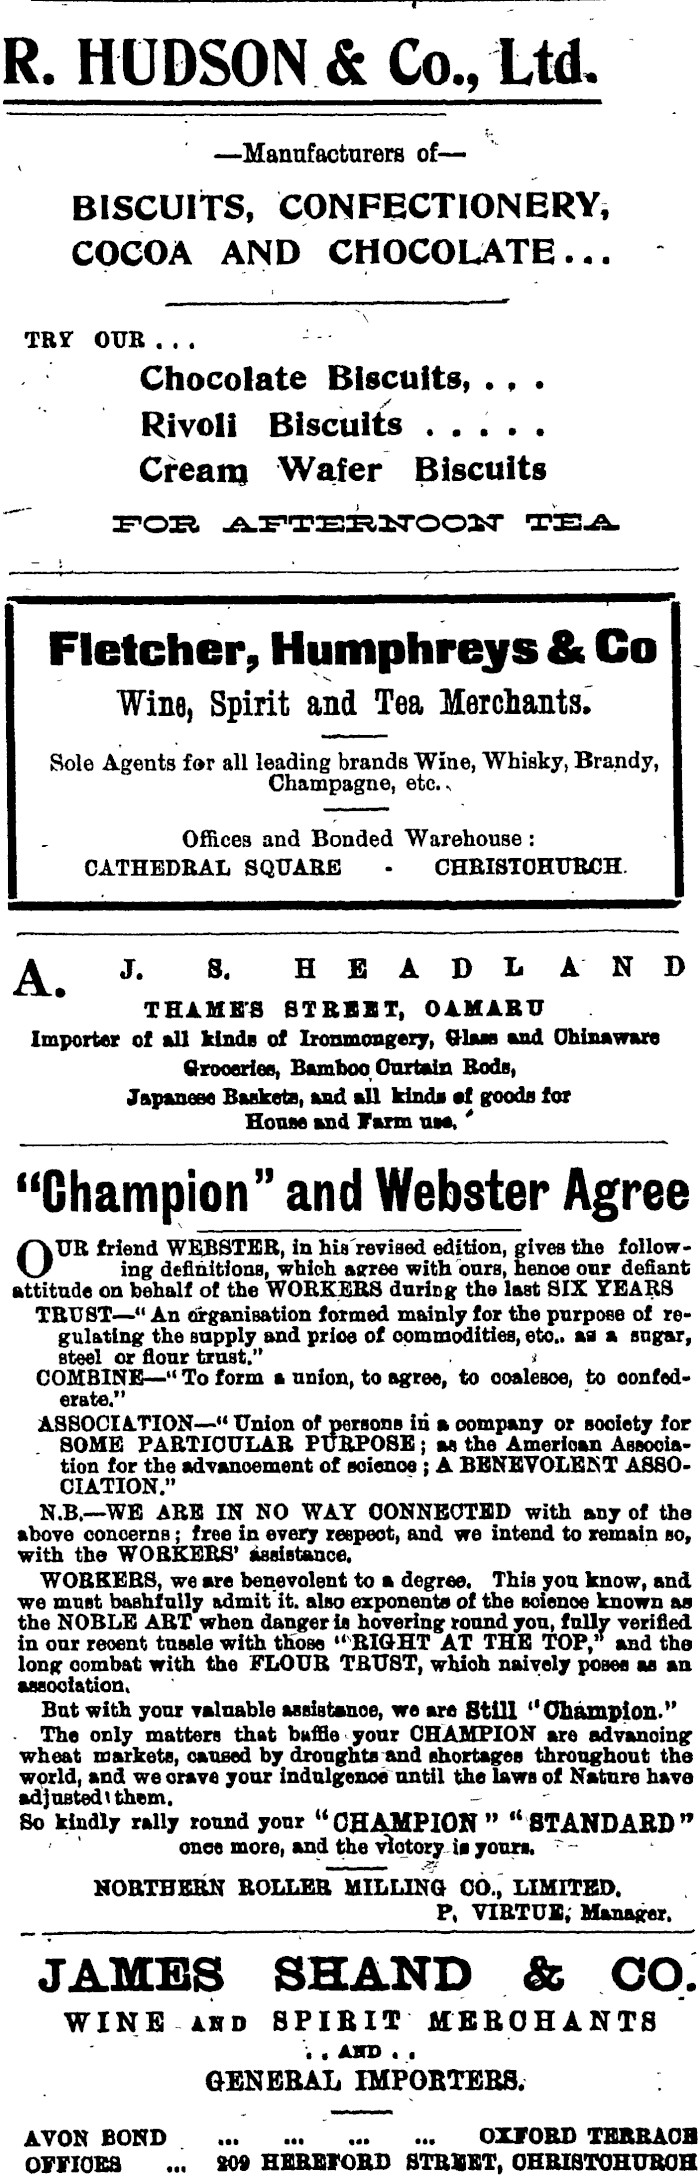 R. HUDSON & Co., Ltd.
—Manufacturers of—
BISCUITS, CONFECTIONERY,
COCOA AND CHOCOLATE...
TRY OUR...
Chocolate Biscuits, . . .
Rivoli Biscuits . . . . .
Cream Wafer Biscuits
FOR AFTERNOON TEA
Fletcher, Humphreys & Co
Wine, Spirit and Tea Merchants.
Sole Agents for all leading brands Wine, Whisky, Brandy,
Champagne, etc.
Offices and Bonded Warehouse :
CATHEDRAL SQUARE - CHRISTCHURCH.
A. J. S. HEADLAND
THAMES STREET, OAMARU
Importer of all kinds of Ironmongery, Glass and Chinaware
Groceries, Bamboo Curtain Rods,
Japanese Baskets, and all kinds of goods for
House and Farm use.
"Champion" and Webster Agree
OUR friend WEBSTER, in his revised edition, gives the follow-
ing definitions, which agree with ours, hence our defiant
attitude on behalf of the WORKERS during the last SIX YEARS
TRUST—"An organisation formed mainly for the purpose of re-
gulating the supply and price of commodities, etc.. as a sugar,
steel or flour trust."
COMBINE—"To form a union, to agree, to coalesce, to confed-
erate."
ASSOCIATION—"Union of persons in a company or society for
SOME PARTICULAR PURPOSE; as the American Associa-
tion for the advancement of science; A BENEVOLENT ASSO-
CIATION."
N.B.—WE ARE IN NO WAY CONNECTED with any of the
above concerns; free in every respect, and we intend to remain so,
with the WORKERS' assistance.
WORKERS, we are benevolent to a degree. This you know, and
we must bashfully admit it. also exponents of the science known as
the NOBLE ART when danger is hovering round you, fully verified
in our recent tussle with those "RIGHT AT THE TOP," and the
long combat with the FLOUR TRUST, which naively poses as an
association.
But with your valuable assistance, we are Still "Champion."
The only matters that baffle your CHAMPION are advancing
wheat markets, caused by droughts and shortages throughout the
world, and we crave your indulgence until the laws of Nature have
adjusted them.
So kindly rally round your "CHAMPION" "STANDARD"
once more, and the victory is yours.
NORTHERN ROLLER MILLING CO., LIMITED.
P. VIRTUE, Manager.
JAMES SHAND & CO.
WINE AND SPIRIT MERCHANTS
. . AND . .
GENERAL IMPORTERS.
AVON BOND ... ... ... ... OXFORD TERRACE
OFFICES ... 209 HEREFORD STREET, CHRISTCHURCH